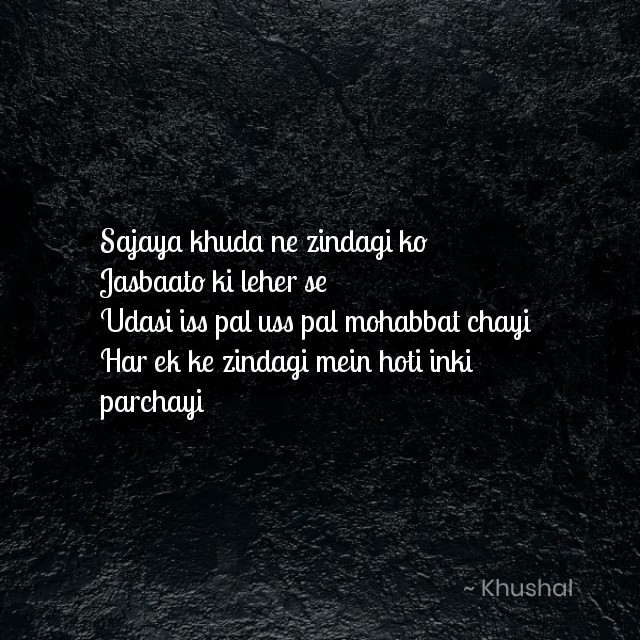 Sajaya khuda ne zindagi ko
Jasbaato ki leher se
Udasi iss pal uss pal mohabbat chayi
Har ek ke zindagi mein hoti inki
parchayi
~ Khushal